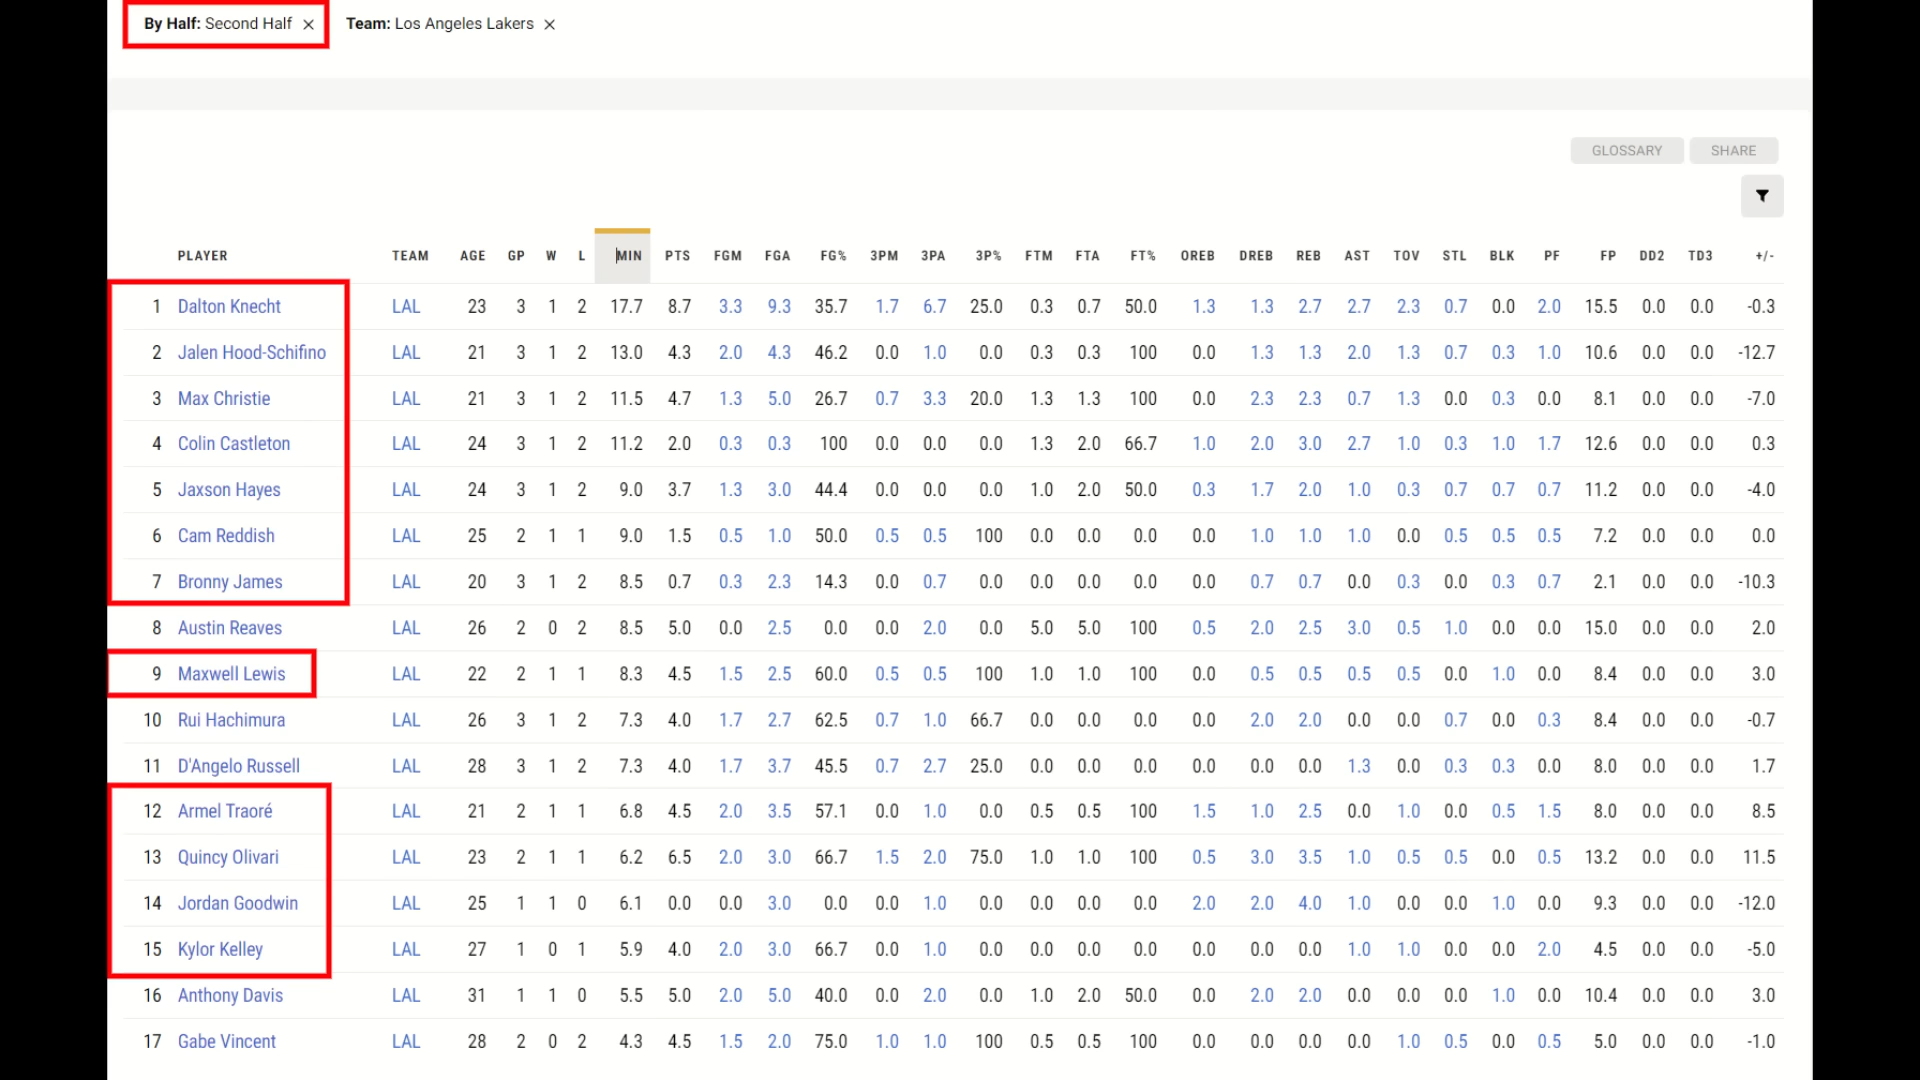 By Half: Second Half × Team: Los Angeles Lakers ×
GLOSSARY SHARE
PLAYER TEAM AGE GP W L MIN PTS FGM FGA FG% 3PM 3PA 3P% FTM FTA FT% OREB DREB REB AST TOV STL BLK PF FP DD2 TD3 +/-
1 Dalton Knecht LAL 23 3 1 2 17.7 8.7 3.3 9.3 35.7 1.7 6.7 25.0 0.3 0.7 50.0 1.3 1.3 2.7 2.7 2.3 0.7 0.0 2.0 15.5 0.0 0.0 -0.3
2 Jalen Hood-Schifino LAL 21 3 1 2 13.0 4.3 2.0 4.3 46.2 0.0 1.0 0.0 0.3 0.3 100 0.0 1.3 1.3 2.0 1.3 0.7 0.3 1.0 10.6 0.0 0.0 -12.7
3 Max Christie LAL 21 3 1 2 11.5 4.7 1.3 5.0 26.7 0.7 3.3 20.0 1.3 1.3 100 0.0 2.3 2.3 0.7 1.3 0.0 0.3 0.0 8.1 0.0 0.0 -7.0
4 Colin Castleton LAL 24 3 1 2 11.2 2.0 0.3 0.3 100 0.0 0.0 0.0 1.3 2.0 66.7 1.0 2.0 3.0 2.7 1.0 0.3 1.0 1.7 12.6 0.0 0.0 0.3
5 Jaxson Hayes LAL 24 3 1 2 9.0 3.7 1.3 3.0 44.4 0.0 0.0 0.0 1.0 2.0 50.0 0.3 1.7 2.0 1.0 0.3 0.7 0.7 0.7 11.2 0.0 0.0 -4.0
6 Cam Reddish LAL 25 2 1 1 9.0 1.5 0.5 1.0 50.0 0.5 0.5 100 0.0 0.0 0.0 0.0 1.0 1.0 1.0 0.0 0.5 0.5 0.5 7.2 0.0 0.0 0.0
7 Bronny James LAL 20 3 1 2 8.5 0.7 0.3 2.3 14.3 0.0 0.7 0.0 0.0 0.0 0.0 0.0 0.7 0.7 0.0 0.3 0.0 0.3 0.7 2.1 0.0 0.0 -10.3
8 Austin Reaves LAL 26 2 0 2 8.5 5.0 0.0 2.5 0.0 0.0 2.0 0.0 5.0 5.0 100 0.5 2.0 2.5 3.0 0.5 1.0 0.0 0.0 15.0 0.0 0.0 2.0
9 Maxwell Lewis LAL 22 2 1 1 8.3 4.5 1.5 2.5 60.0 0.5 0.5 100 1.0 1.0 100 0.0 0.5 0.5 0.5 0.5 0.0 1.0 0.0 8.4 0.0 0.0 3.0
10 Rui Hachimura LAL 26 3 1 2 7.3 4.0 1.7 2.7 62.5 0.7 1.0 66.7 0.0 0.0 0.0 0.0 2.0 2.0 0.0 0.0 0.7 0.0 0.3 8.4 0.0 0.0 -0.7
11 D'Angelo Russell LAL 28 3 1 2 7.3 4.0 1.7 3.7 45.5 0.7 2.7 25.0 0.0 0.0 0.0 0.0 0.0 0.0 1.3 0.0 0.3 0.3 0.0 8.0 0.0 0.0 1.7
12 Armel Traoré LAL 21 2 1 1 6.8 4.5 2.0 3.5 57.1 0.0 1.0 0.0 0.5 0.5 100 1.5 1.0 2.5 0.0 1.0 0.0 0.5 1.5 8.0 0.0 0.0 8.5
13 Quincy Olivari LAL 23 2 1 1 6.2 6.5 2.0 3.0 66.7 1.5 2.0 75.0 1.0 1.0 100 0.5 3.0 3.5 1.0 0.5 0.5 0.0 0.5 13.2 0.0 0.0 11.5
14 Jordan Goodwin LAL 25 1 1 0 6.1 0.0 0.0 3.0 0.0 0.0 1.0 0.0 0.0 0.0 0.0 2.0 2.0 4.0 1.0 0.0 0.0 1.0 0.0 9.3 0.0 0.0 -12.0
15 Kylor Kelley LAL 27 1 0 1 5.9 4.0 2.0 3.0 66.7 0.0 1.0 0.0 0.0 0.0 0.0 0.0 0.0 0.0 1.0 1.0 0.0 0.0 2.0 4.5 0.0 0.0 -5.0
16 Anthony Davis LAL 31 1 1 0 5.5 5.0 2.0 5.0 40.0 0.0 2.0 0.0 1.0 2.0 50.0 0.0 2.0 2.0 0.0 0.0 0.0 1.0 0.0 10.4 0.0 0.0 3.0
17 Gabe Vincent LAL 28 2 0 2 4.3 4.5 1.5 2.0 75.0 1.0 1.0 100 0.5 0.5 100 0.0 0.0 0.0 0.0 1.0 0.5 0.0 0.5 5.0 0.0 0.0 -1.0